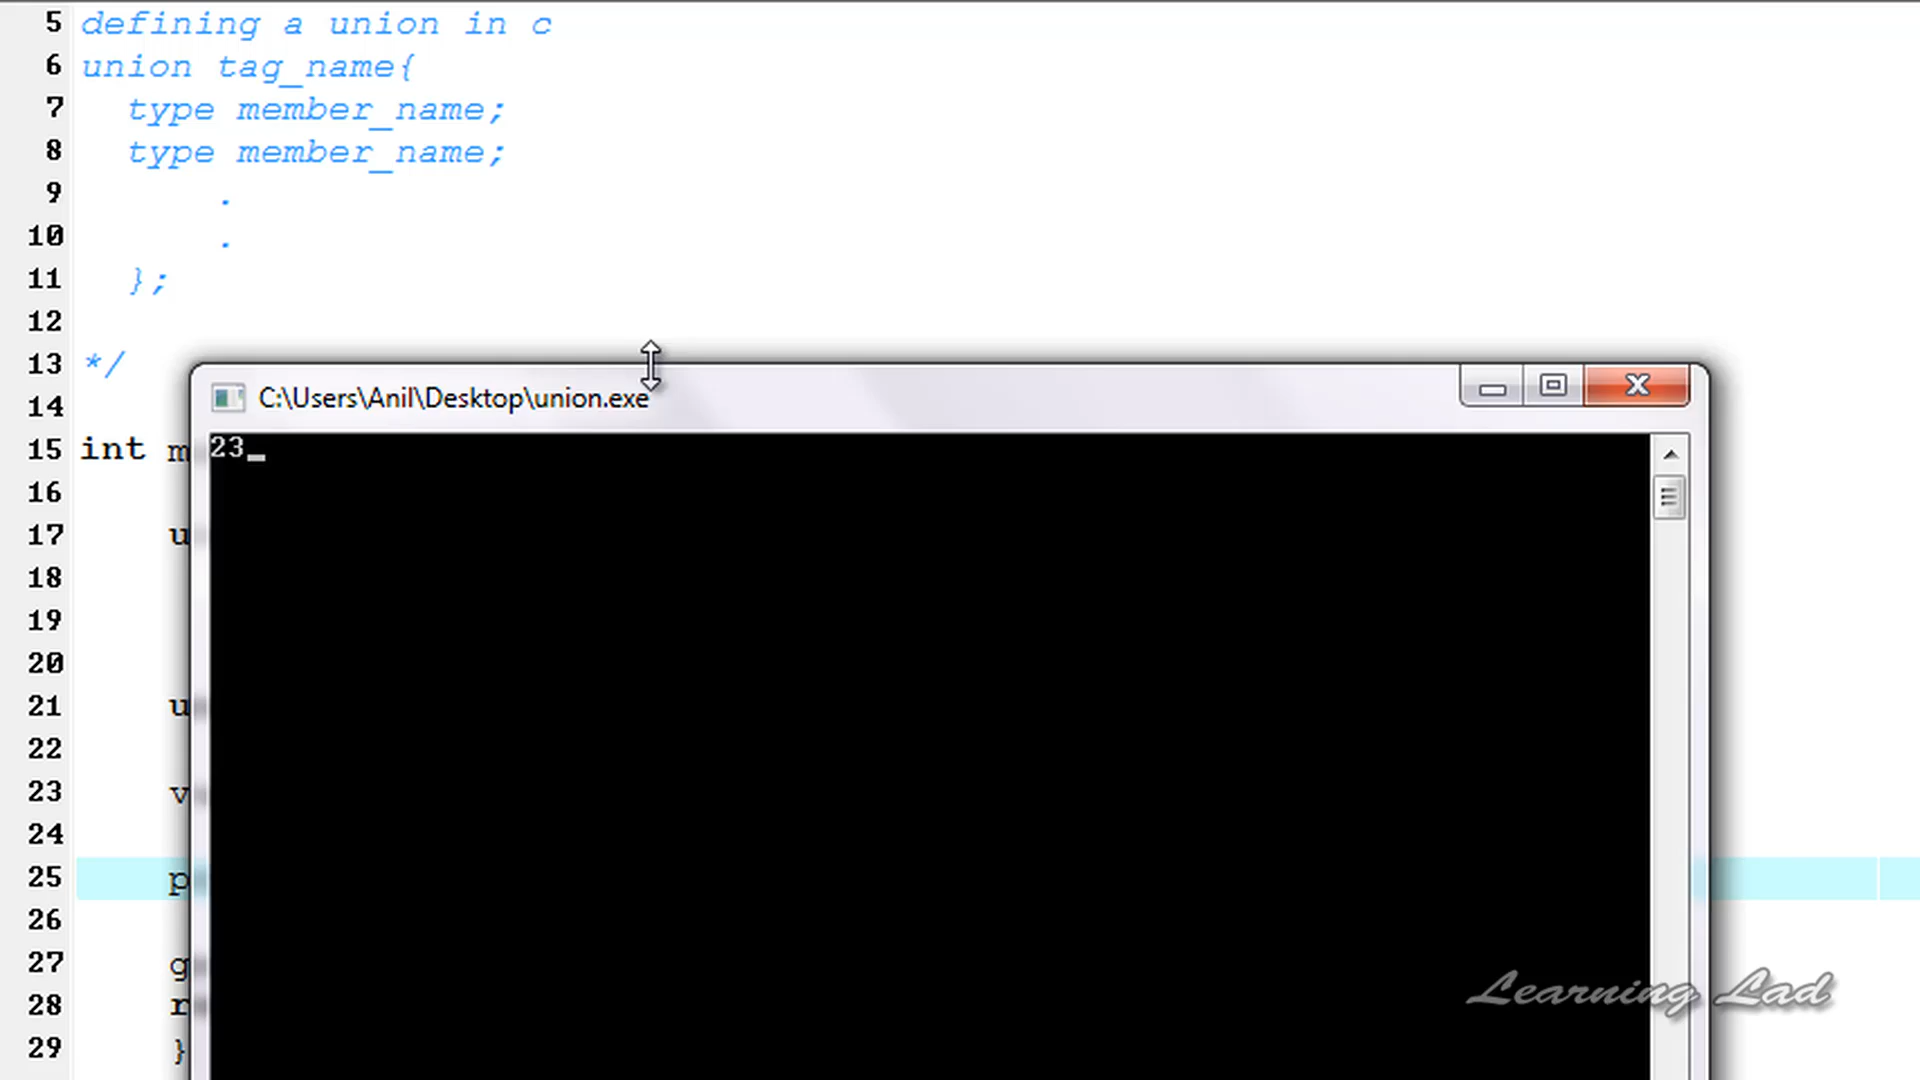 5 defining a union in c
6 union tag_name{
7 type member_name;
8 type member_name;
9 .
10 .
11 };
12
13 */
C:\Users\Anil\Desktop\union.exe
14
15 int m
23_
16
17 u
18
19
20
21 u
22
23 v
24
25 p
26
27 g
28 r
29 }
Learning Lad